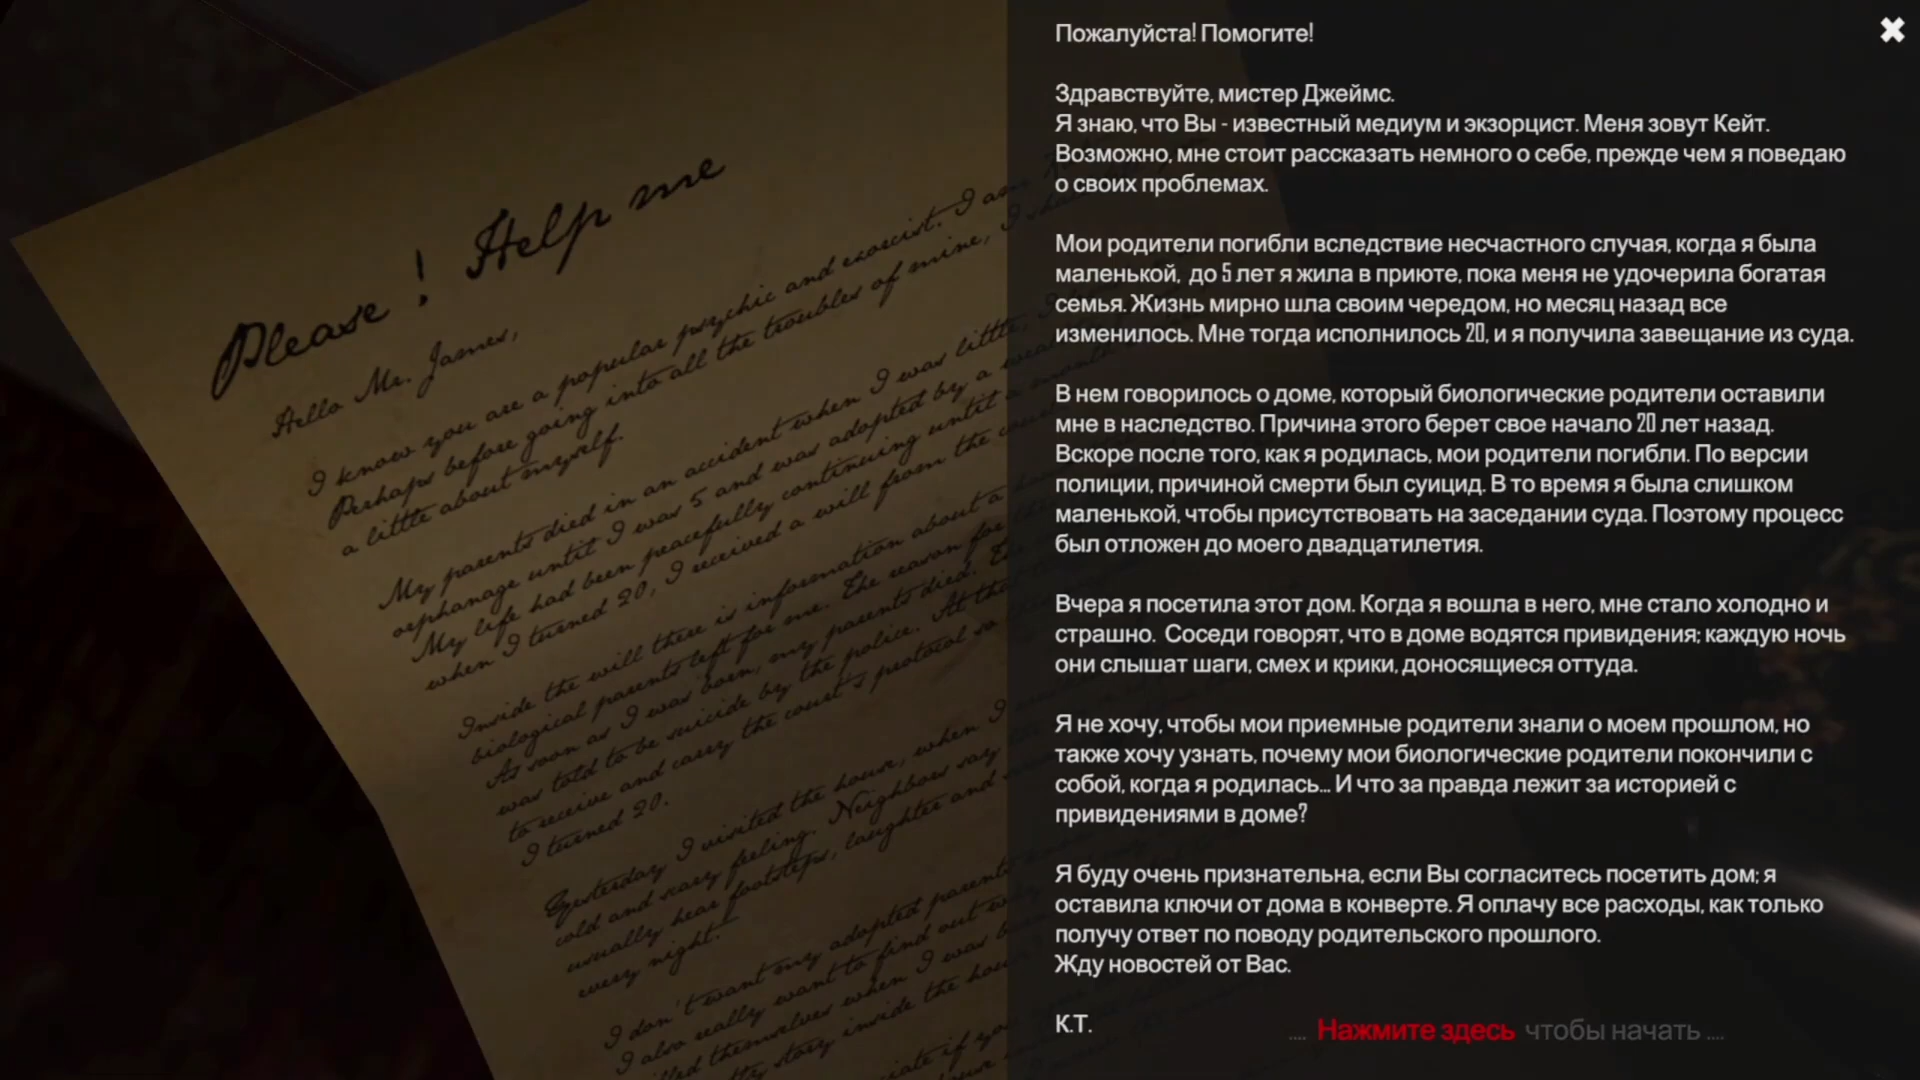 Please! Help me
Hello Mr. James,
I know you are a popular psychic and exorcist. I am
Perhaps before going into all the troubles of mine, I
a little about myself.
My parents died in an accident when I was little,
orphanage until I was 5 and was adopted by a
My life had been peacefully continuing until a month
when I turned 20, I received a will from the court
Inside the will there is information about a
biological parents left for me. The reason for
As soon as I was born, my parents died.
was told to be suicide by the police. At the
to receive and carry the court's protocol so
I turned 20.
Yesterday I visited the house, when I
cold and scary feeling. Neighbors say
usually hear footsteps, laughter and
every night."
I don't want my adopted parents
I also really want to find out
killed themselves when I was
story inside the
if you
Пожалуйста! Помогите!
Здравствуйте, мистер Джеймс.
Я знаю, что Вы - известный медиум и экзорцист. Меня зовут Кейт.
Возможно, мне стоит рассказать немного о себе, прежде чем я поведаю
о своих проблемах.
Мои родители погибли вследствие несчастного случая, когда я была
маленькой, до 5 лет я жила в приюте, пока меня не удочерила богатая
семья. Жизнь мирно шла своим чередом, но месяц назад все
изменилось. Мне тогда исполнилось 20, и я получила завещание из суда.
В нем говорилось о доме, который биологические родители оставили
мне в наследство. Причина этого берет свое начало 20 лет назад.
Вскоре после того, как я родилась, мои родители погибли. По версии
полиции, причиной смерти был суицид. В то время я была слишком
маленькой, чтобы присутствовать на заседании суда. Поэтому процесс
был отложен до моего двадцатилетия.
Вчера я посетила этот дом. Когда я вошла в него, мне стало холодно и
страшно. Соседи говорят, что в доме водятся привидения; каждую ночь
они слышат шаги, смех и крики, доносящиеся оттуда.
Я не хочу, чтобы мои приемные родители знали о моем прошлом, но
также хочу узнать, почему мои биологические родители покончили с
собой, когда я родилась... И что за правда лежит за историей с
привидениями в доме?
Я буду очень признательна, если Вы согласитесь посетить дом; я
оставила ключи от дома в конверте. Я оплачу все расходы, как только
получу ответ по поводу родительского прошлого.
Жду новостей от Вас.
К.Т.
.... Нажмите здесь чтобы начать ....